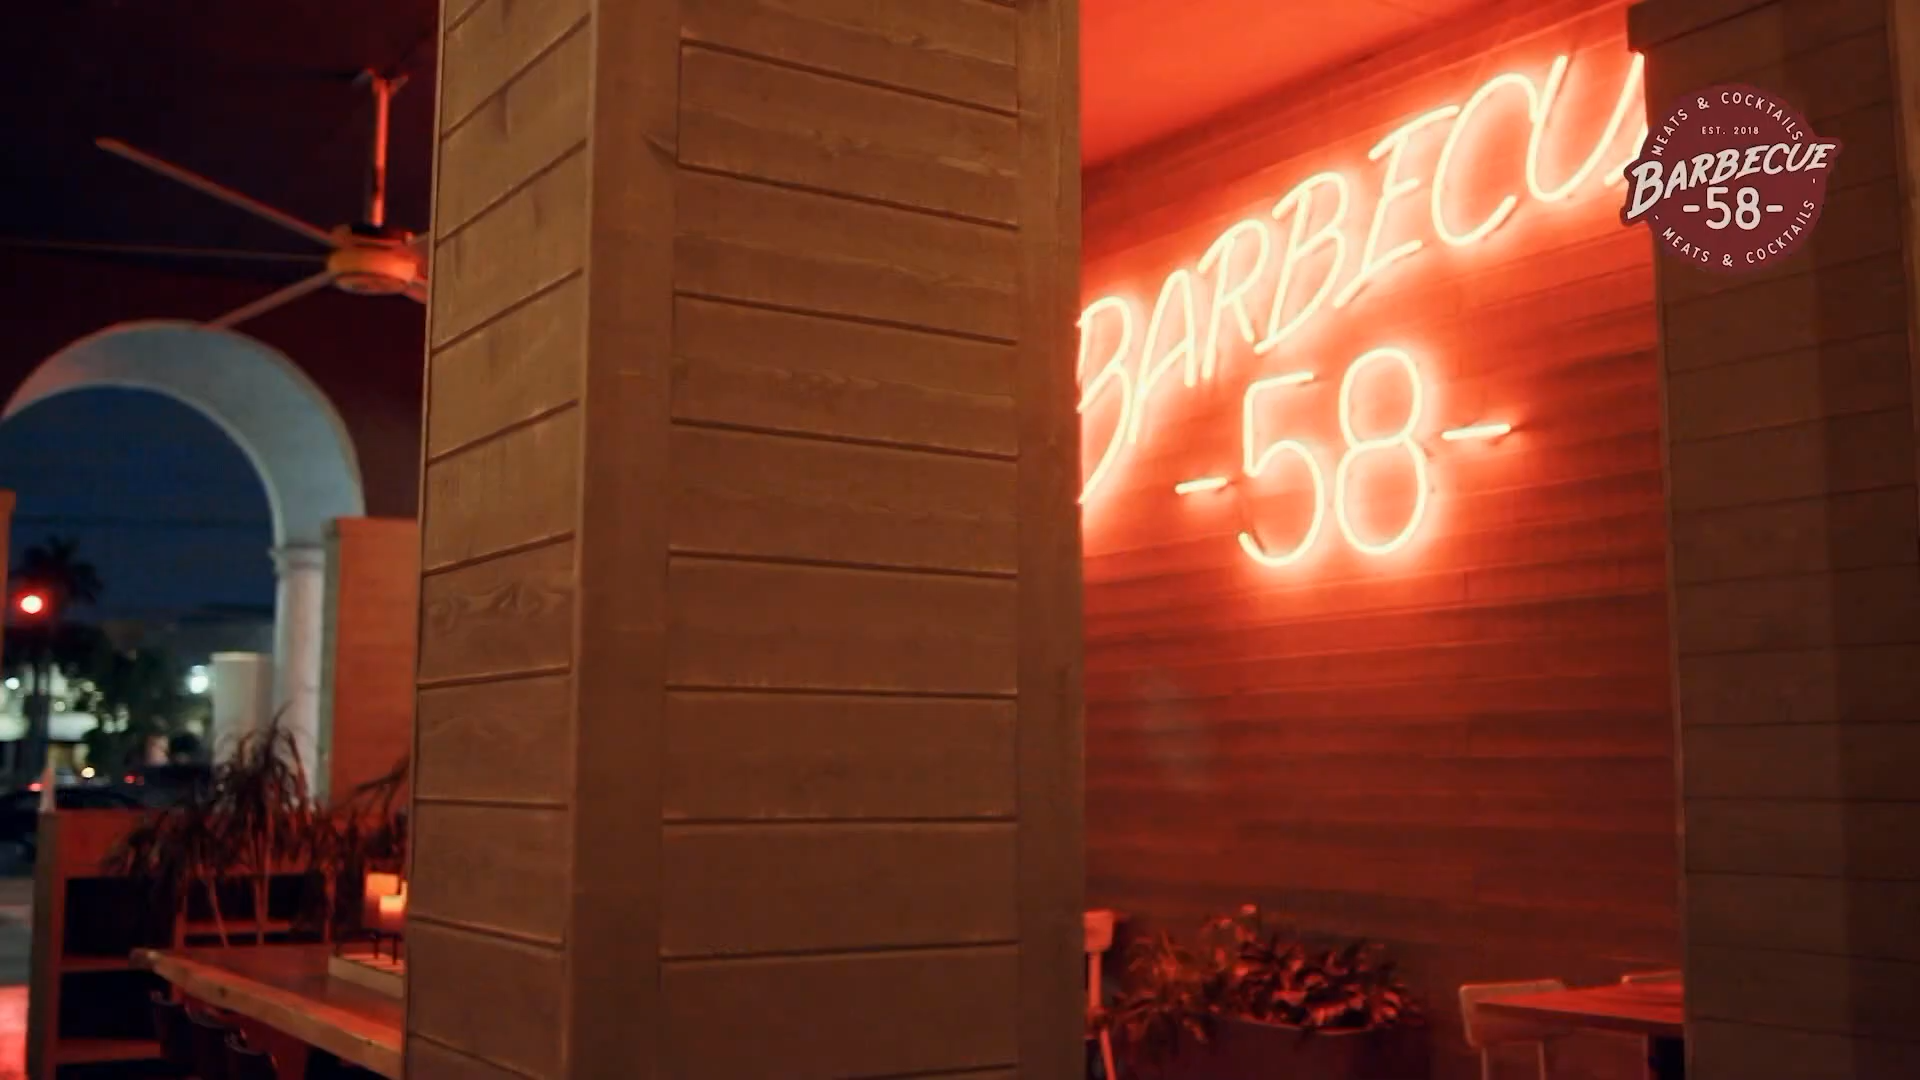 BARBECU
-58-
MEATS & COCKTAILS
EST. 2018
BARBECUE
-58-
MEATS & COCKTAILS